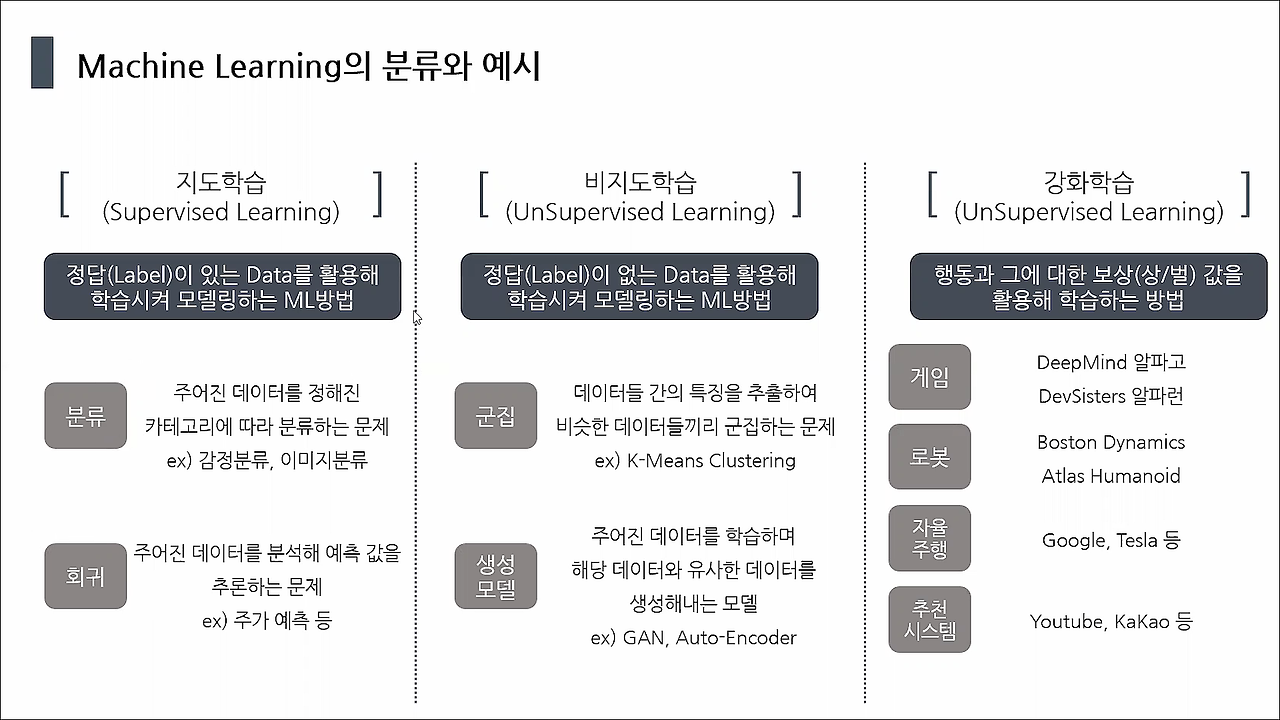 Machine Learning의 분류와 예시
지도학습
(Supervised Learning)
정답(Label)이 있는 Data를 활용해
학습시켜 모델링하는 ML방법
분류
주어진 데이터를 정해진
카테고리에 따라 분류하는 문제
ex) 감정분류, 이미지분류
회귀
주어진 데이터를 분석해 예측 값을
추론하는 문제
ex) 주가 예측 등
비지도학습
(UnSupervised Learning)
정답(Label)이 없는 Data를 활용해
학습시켜 모델링하는 ML방법
군집
데이터들 간의 특징을 추출하여
비슷한 데이터들끼리 군집하는 문제
ex) K-Means Clustering
생성
모델
주어진 데이터를 학습하며
해당 데이터와 유사한 데이터를
생성해내는 모델
ex) GAN, Auto-Encoder
강화학습
(UnSupervised Learning)
행동과 그에 대한 보상(상/벌) 값을
활용해 학습하는 방법
게임
DeepMind 알파고
DevSisters 알파런
로봇
Boston Dynamics
Atlas Humanoid
자율
주행
Google, Tesla 등
추천
시스템
Youtube, KaKao 등